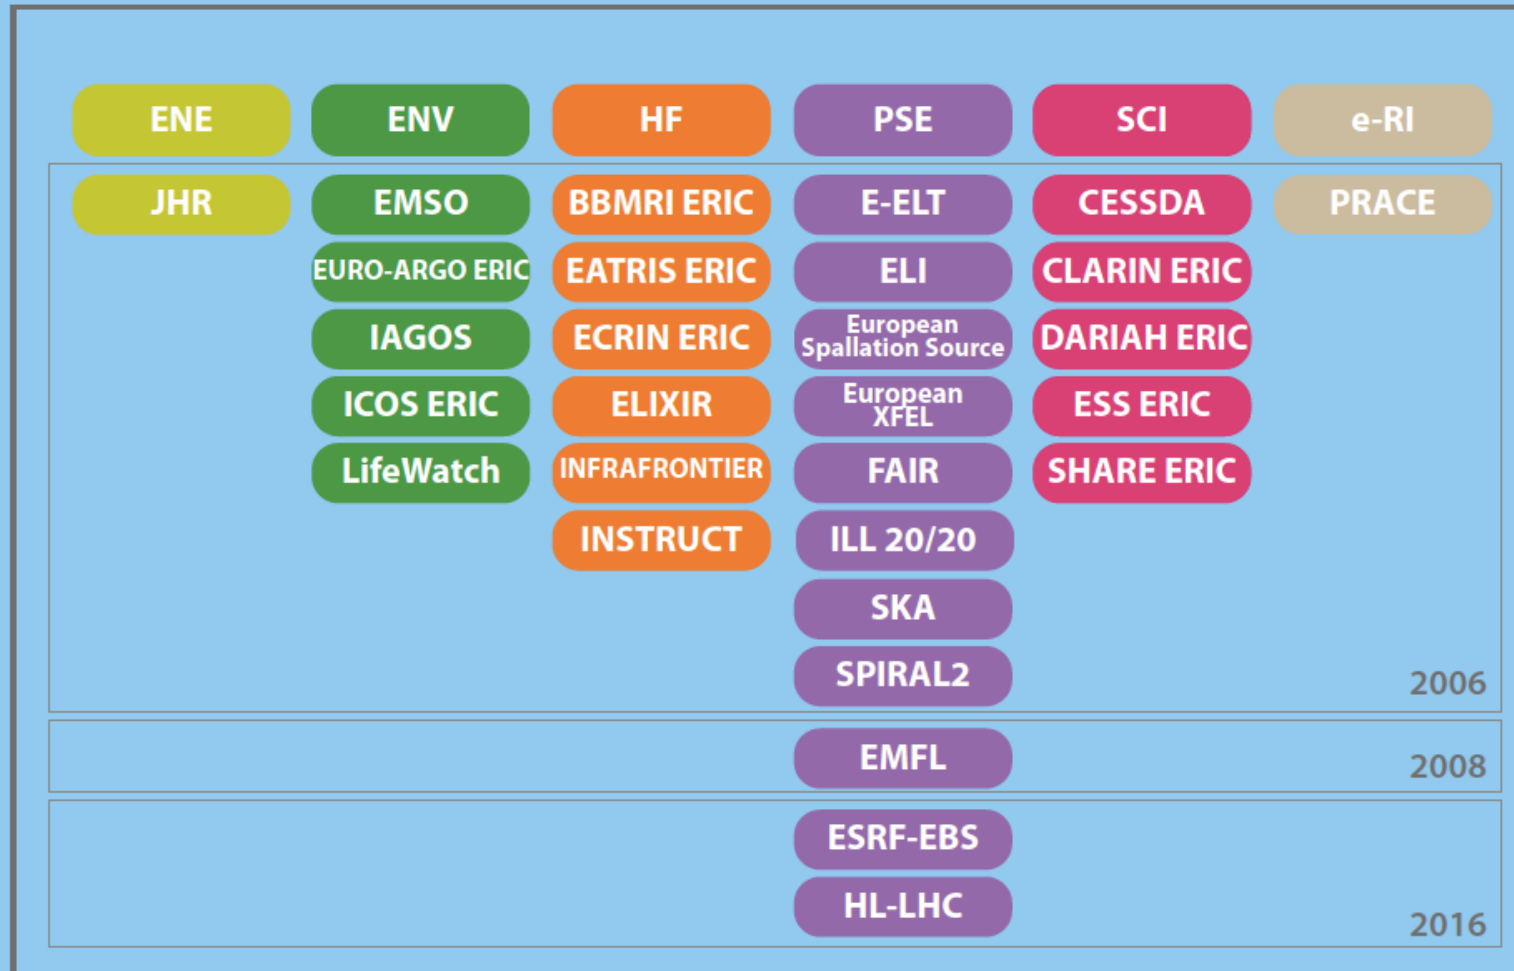 ENE ENV HF PSE SCI e-RI
JHR EMSO BBMRI ERIC E-ELT CESSDA PRACE
EURO-ARGO ERIC EATRIS ERIC ELI CLARIN ERIC
IAGOS ECRIN ERIC European
Spallation Source DARIAH ERIC
ICOS ERIC ELIXIR European
XFEL ESS ERIC
LifeWatch INFRAFRONTIER FAIR SHARE ERIC
INSTRUCT ILL 20/20
SKA
SPIRAL2
2006
EMFL
2008
ESRF-EBS
HL-LHC
2016